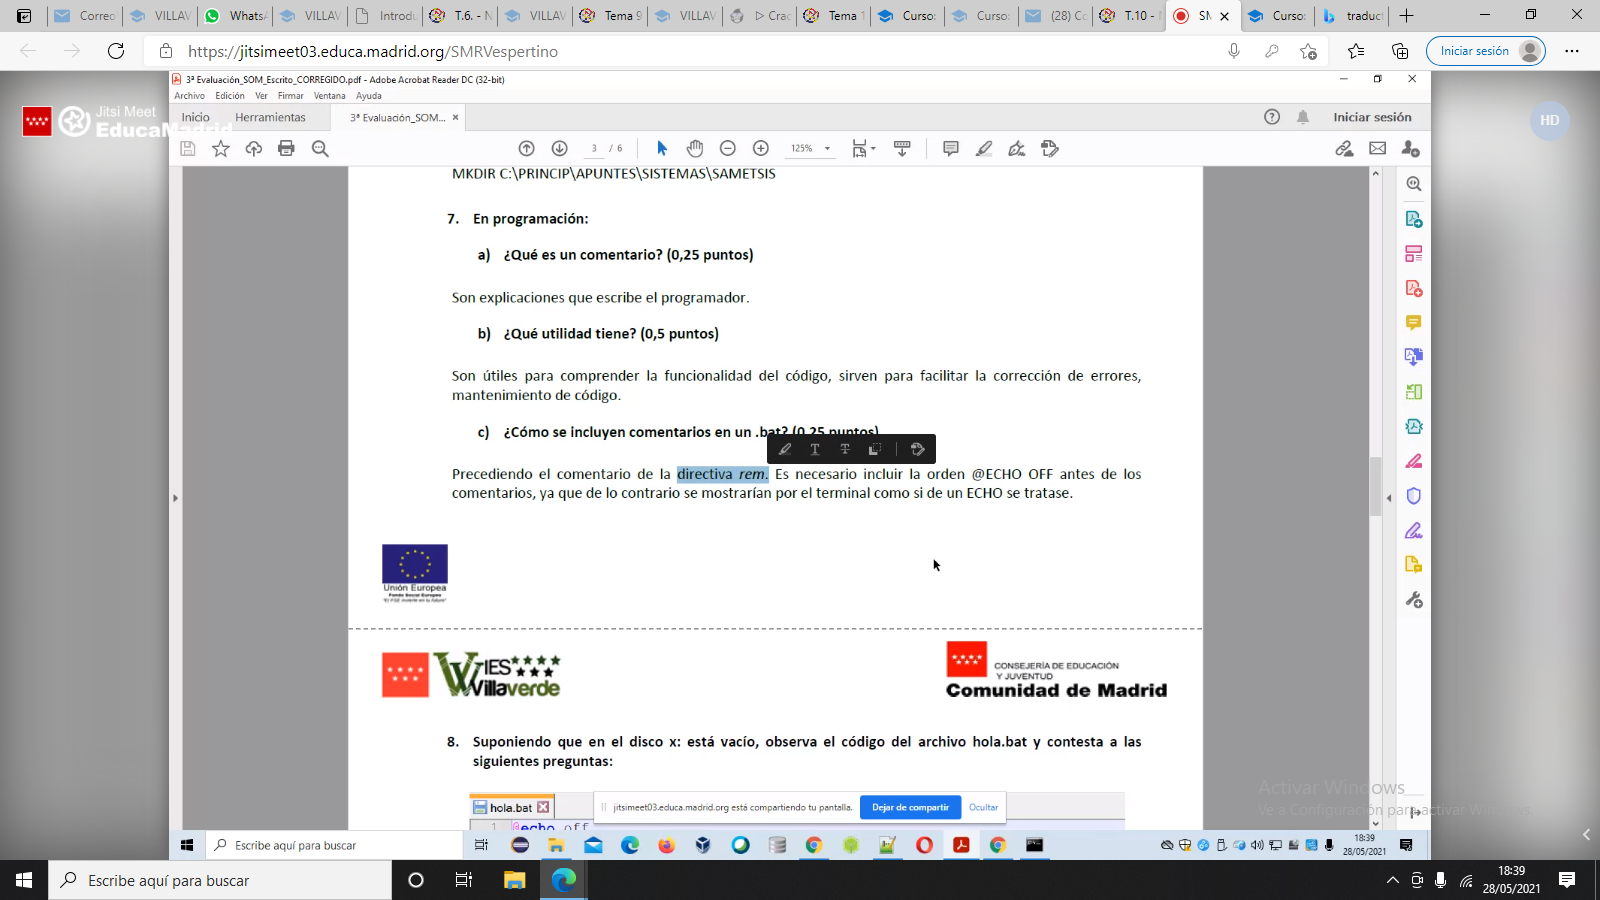 Correo
VILLAV
WhatsA
VILLAV
Introdu
T.6. - N
VILLAV
Tema 9
VILLAV
Crac
Tema 1
Curso:
Curso:
(28) Co
T.10 -
SM
Curso:
traduct
https://jitsimeet03.educa.madrid.org/SMRVespertino
Iniciar sesión
3ª Evaluación_SOM_Escrito_CORREGIDO.pdf - Adobe Acrobat Reader DC (32-bit)
Archivo Edición Ver Firmar Ventana Ayuda
Jitsi Meet
EducaMadrid
Inicio Herramientas 3ª Evaluación_SOM... × Iniciar sesión
HD
3 / 6 125%
MKDIR C:\PRINCIP\APUNTES\SISTEMAS\SAMETSIS
7. En programación:
a) ¿Qué es un comentario? (0,25 puntos)
Son explicaciones que escribe el programador.
b) ¿Qué utilidad tiene? (0,5 puntos)
Son útiles para comprender la funcionalidad del código, sirven para facilitar la corrección de errores,
mantenimiento de código.
c) ¿Cómo se incluyen comentarios en un .bat? (0,25 puntos)
Precediendo el comentario de la directiva rem. Es necesario incluir la orden @ECHO OFF antes de los
comentarios, ya que de lo contrario se mostrarían por el terminal como si de un ECHO se tratase.
Unión Europea
Fondo Social Europeo
"El FSE invierte en tu futuro"
IES
Villaverde
CONSEJERÍA DE EDUCACIÓN
Y JUVENTUD
Comunidad de Madrid
8. Suponiendo que en el disco x: está vacío, observa el código del archivo hola.bat y contesta a las
siguientes preguntas:
hola.bat
1 @echo off
jitsimeet03.educa.madrid.org está compartiendo tu pantalla. Dejar de compartir Ocultar
Activar Windows
Ve a Configuración para activar Windows.
Escribe aquí para buscar
18:39
28/05/2021
Escribe aquí para buscar
18:39
28/05/2021